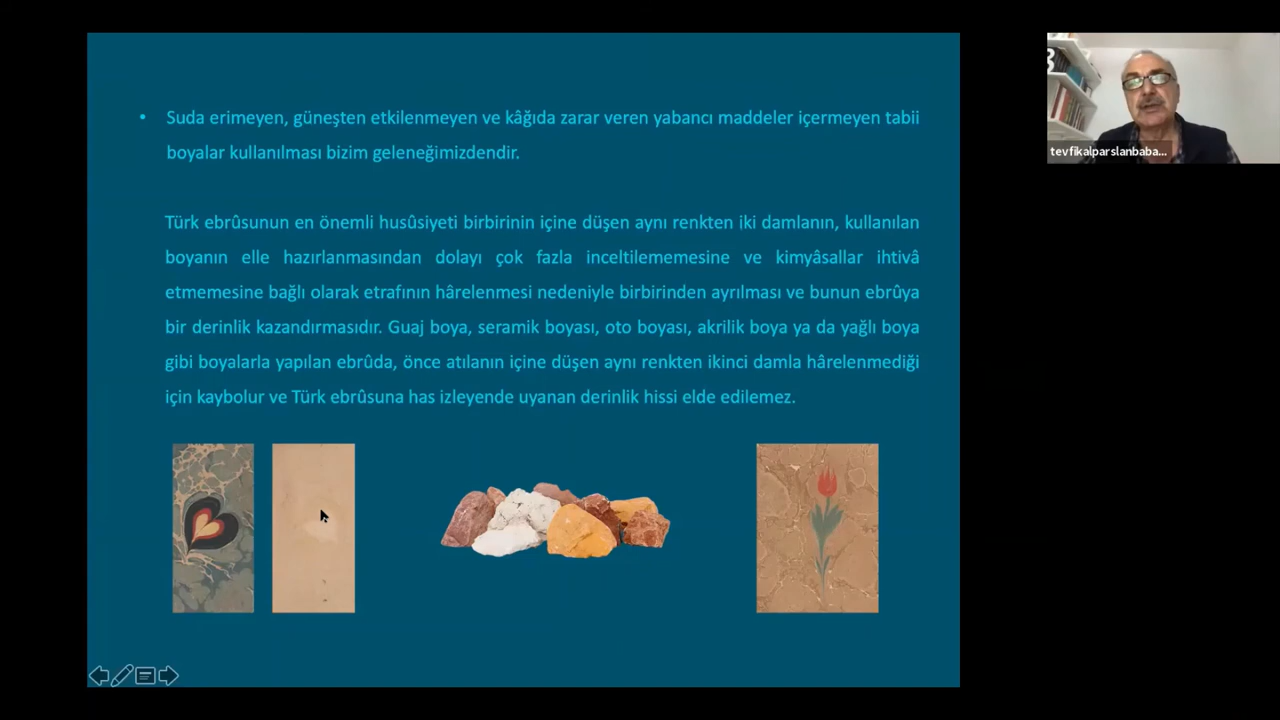 • Suda erimeyen, güneşten etkilenmeyen ve kâğıda zarar veren yabancı maddeler içermeyen tabii
boyalar kullanılması bizim geleneğimizdendir.
Türk ebrûsunun en önemli husûsiyeti birbirinin içine düşen aynı renkten iki damlanın, kullanılan
boyanın elle hazırlanmasından dolayı çok fazla inceltilememesine ve kimyâsallar ihtivâ
etmemesine bağlı olarak etrafının hârelenmesi nedeniyle birbirinden ayrılması ve bunun ebrûya
bir derinlik kazandırmasıdır. Guaj boya, seramik boyası, oto boyası, akrilik boya ya da yağlı boya
gibi boyalarla yapılan ebrûda, önce atılanın içine düşen aynı renkten ikinci damla hârelenmediği
için kaybolur ve Türk ebrûsuna has izleyende uyanan derinlik hissi elde edilemez.
tevfikalparslanbaba...